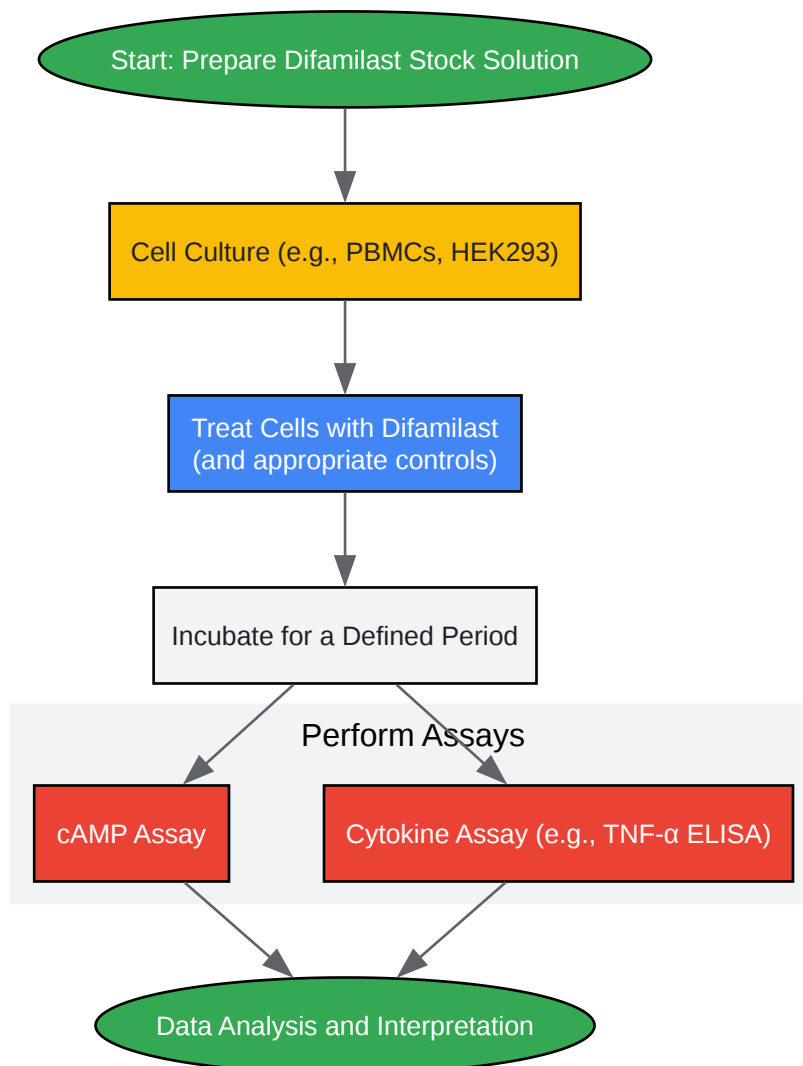 Start: Prepare Difamilast Stock Solution
Cell Culture (e.g., PBMCs, HEK293)
Treat Cells with Difamilast
(and appropriate controls)
Incubate for a Defined Period
Perform Assays
cAMP Assay
Cytokine Assay (e.g., TNF-α ELISA)
Data Analysis and Interpretation